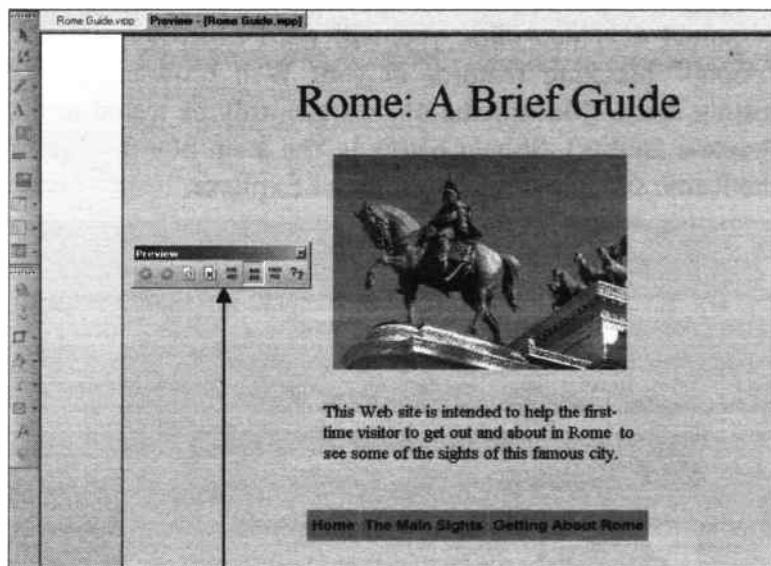 Rome Guide.wpp Preview - [Rome Guide.wpp]
Rome: A Brief Guide
Preview
This Web site is intended to help the first-
time visitor to get out and about in Rome to
see some of the sights of this famous city.
Home The Main Sights Getting About Rome